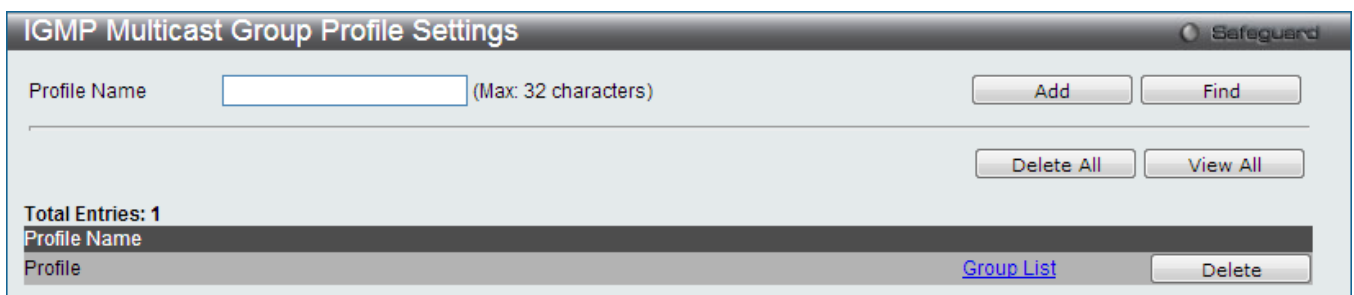 IGMP Multicast Group Profile Settings Safeguard
Profile Name (Max: 32 characters) Add Find
Delete All View All
Total Entries: 1
Profile Name
Profile Group List Delete